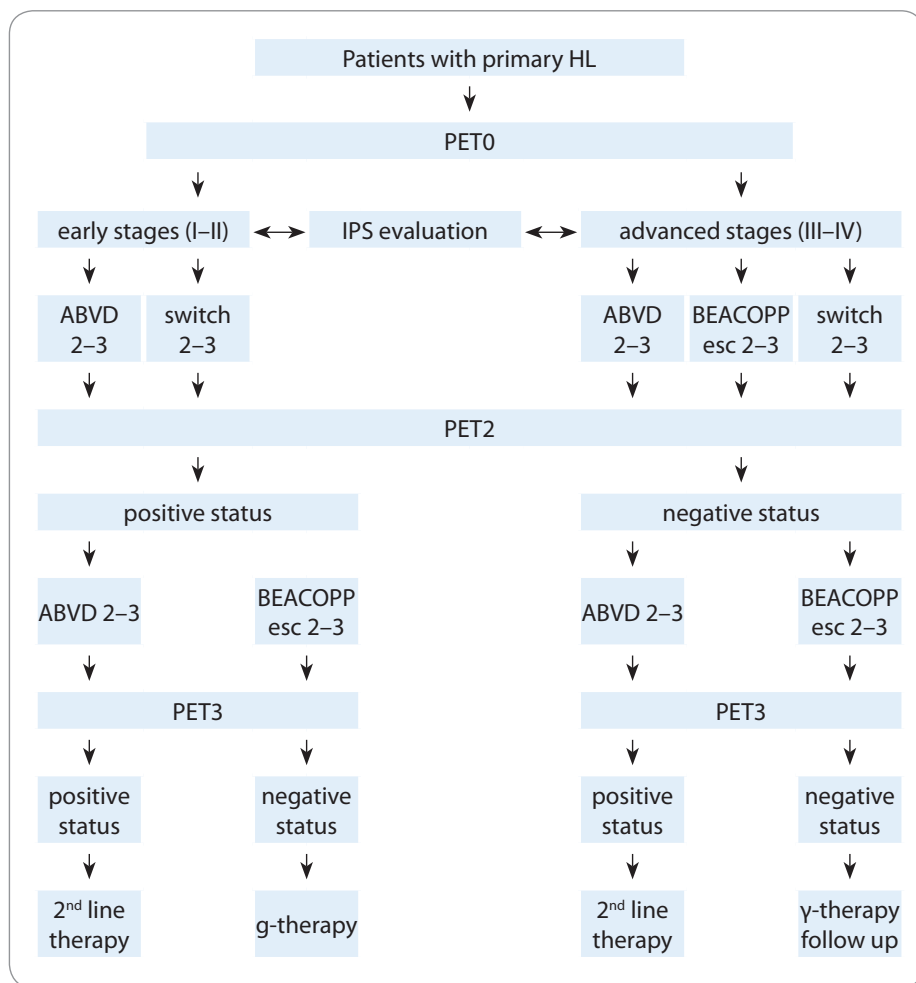 Patients with primary HL
PET0
early stages (I–II)
IPS evaluation
advanced stages (III–IV)
ABVD
2–3
switch
2–3
ABVD
2–3
BEACOPP
esc 2–3
switch
2–3
PET2
positive status
negative status
ABVD 2–3
BEACOPP
esc 2–3
ABVD 2–3
BEACOPP
esc 2–3
PET3
PET3
positive
status
negative
status
positive
status
negative
status
2nd line
therapy
g-therapy
2nd line
therapy
γ-therapy
follow up